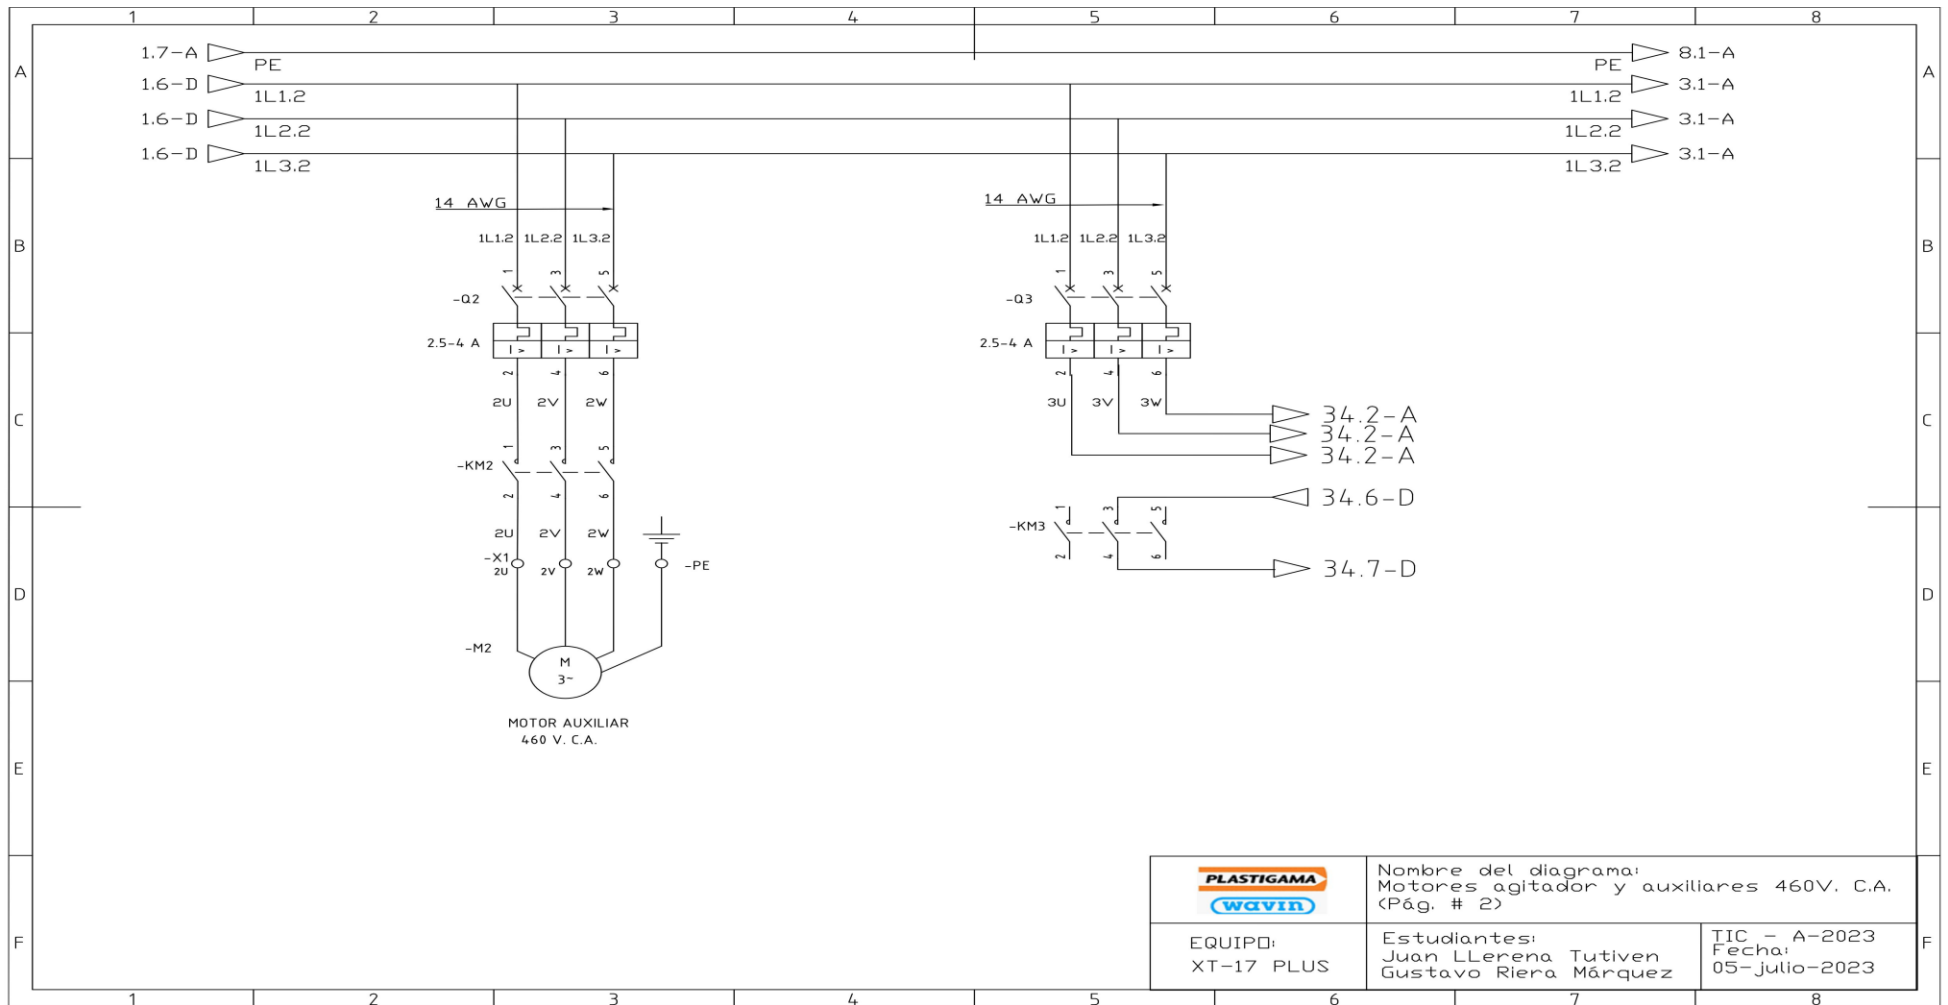 1 2 3 4 5 6 7 8
A
A
1.7-A
PE
PE
8.1-A
1.6-D
1L1.2
1L1.2
3.1-A
1.6-D
1L2.2
1L2.2
3.1-A
1.6-D
1L3.2
1L3.2
3.1-A
B
B
14 AWG
1L1.2 1L2.2 1L3.2
1 3 5
-Q2
2.5-4 A
I> I> I>
2 4 6
2U 2V 2W
1 3 5
-KM2
2 4 6
2U 2V 2W
-X1
2U 2V 2W
-PE
-M2
M
3~
MOTOR AUXILIAR
460 V. C.A.
14 AWG
1L1.2 1L2.2 1L3.2
1 3 5
-Q3
2.5-4 A
I> I> I>
2 4 6
3U 3V 3W
34.2-A
34.2-A
34.2-A
34.6-D
1 3 5
-KM3
2 4 6
34.7-D
C
C
D
D
E
E
F
F
PLASTIGAMA
wavin
Nombre del diagrama:
Motores agitador y auxiliares 460V. C.A.
(Pág. # 2)
EQUIPO:
XT-17 PLUS
Estudiantes:
Juan LLerena Tutiven
Gustavo Riera Márquez
TIC - A-2023
Fecha:
05-julio-2023
1 2 3 4 5 6 7 8